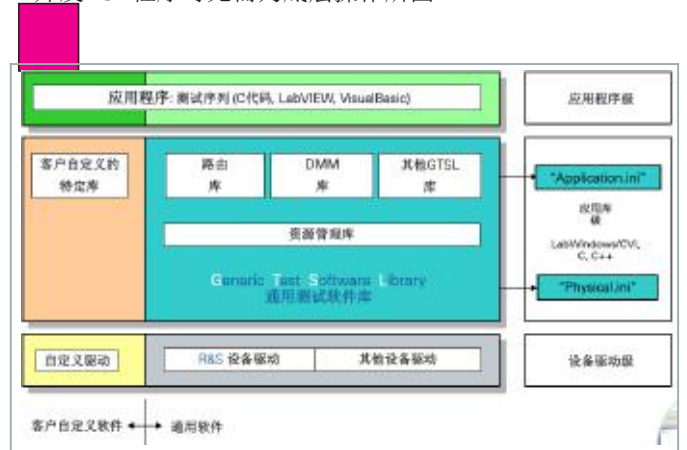 应用程序: 测试序列 (C代码, LabVIEW, VisualBasic)
应用程序级
客户自定义的
特定库
路由
库
DMM
库
其他GTSL
库
资源管理库
Generic Test Software Library
通用测试软件库
"Application.ini"
应用库
级
LabWindows/CVI,
C, C++
"Physical.ini"
自定义驱动
R&S 设备驱动
其他设备驱动
设备驱动级
客户自定义软件
通用软件